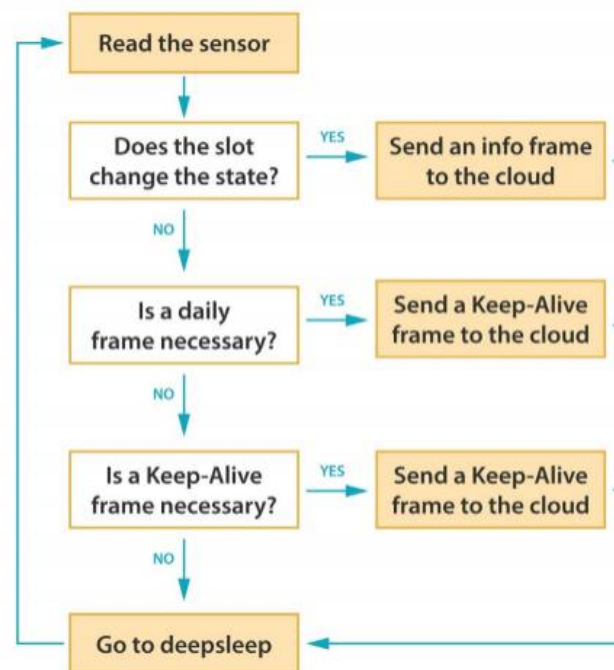 Read the sensor
Does the slot
change the state?
YES
Send an info frame
to the cloud
NO
Is a daily
frame necessary?
YES
Send a Keep-Alive
frame to the cloud
NO
Is a Keep-Alive
frame necessary?
YES
Send a Keep-Alive
frame to the cloud
NO
Go to deepsleep